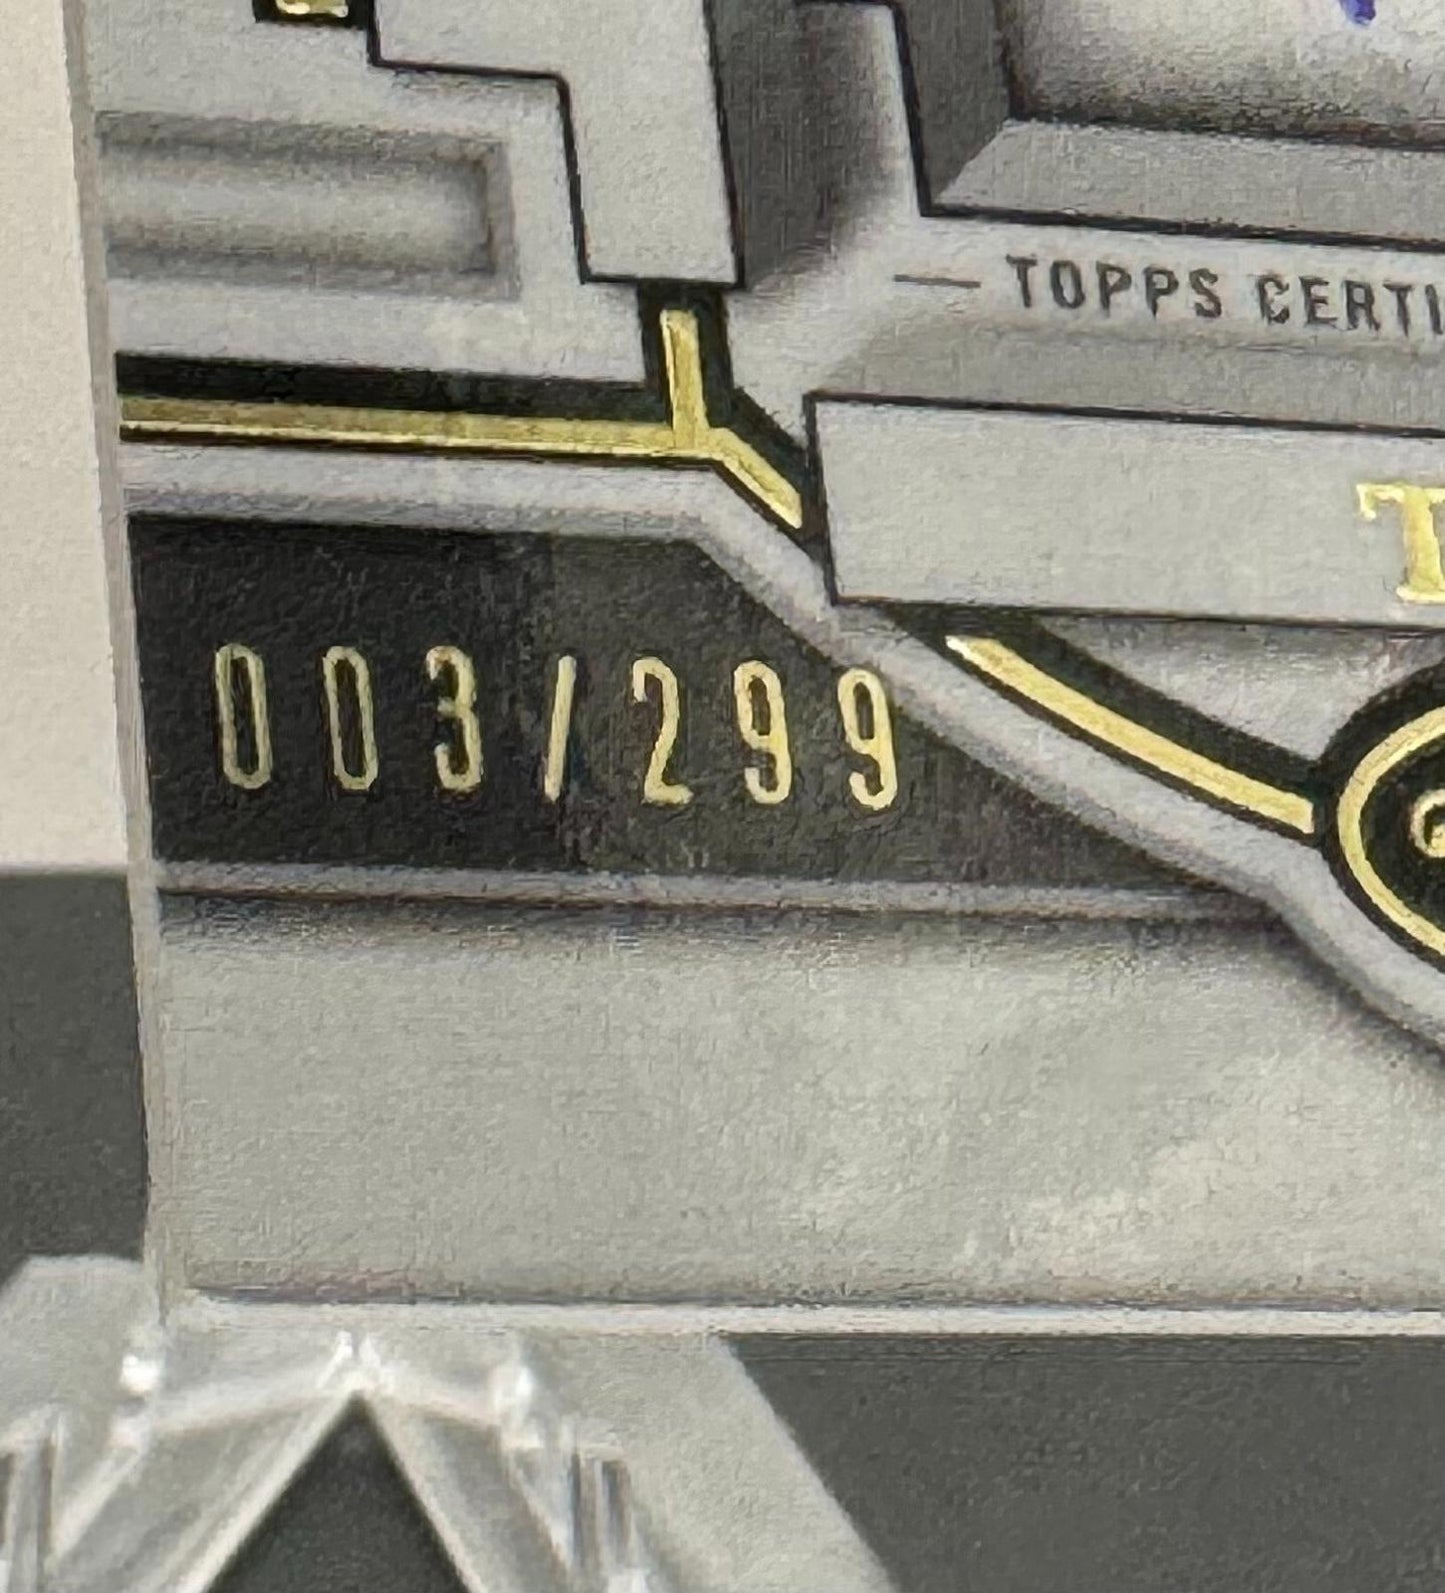 — TOPPS CERTI
T
003/299